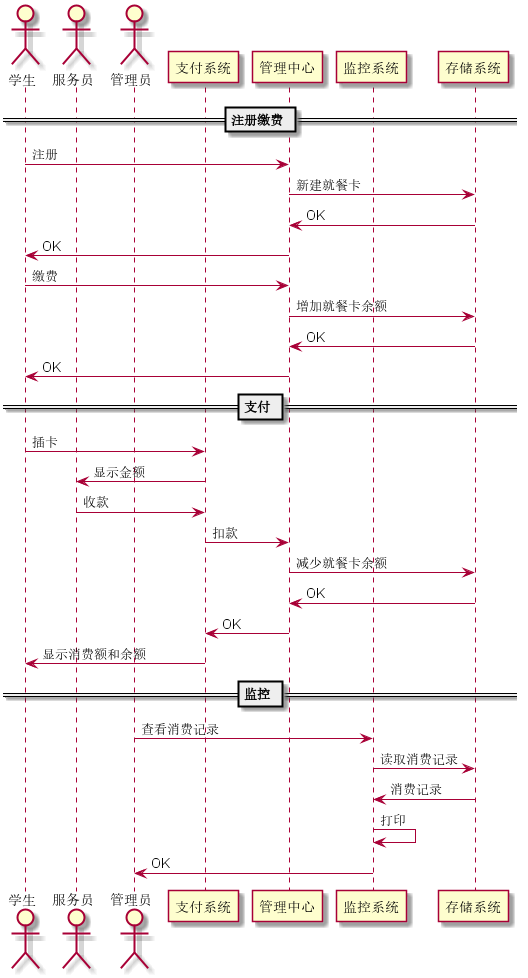 学生 服务员 管理员 支付系统 管理中心 监控系统 存储系统
注册缴费
注册
新建就餐卡
OK
OK
缴费
增加就餐卡余额
OK
OK
支付
插卡
显示金额
收款
扣款
减少就餐卡余额
OK
OK
显示消费额和余额
监控
查看消费记录
读取消费记录
消费记录
打印
OK
学生 服务员 管理员 支付系统 管理中心 监控系统 存储系统